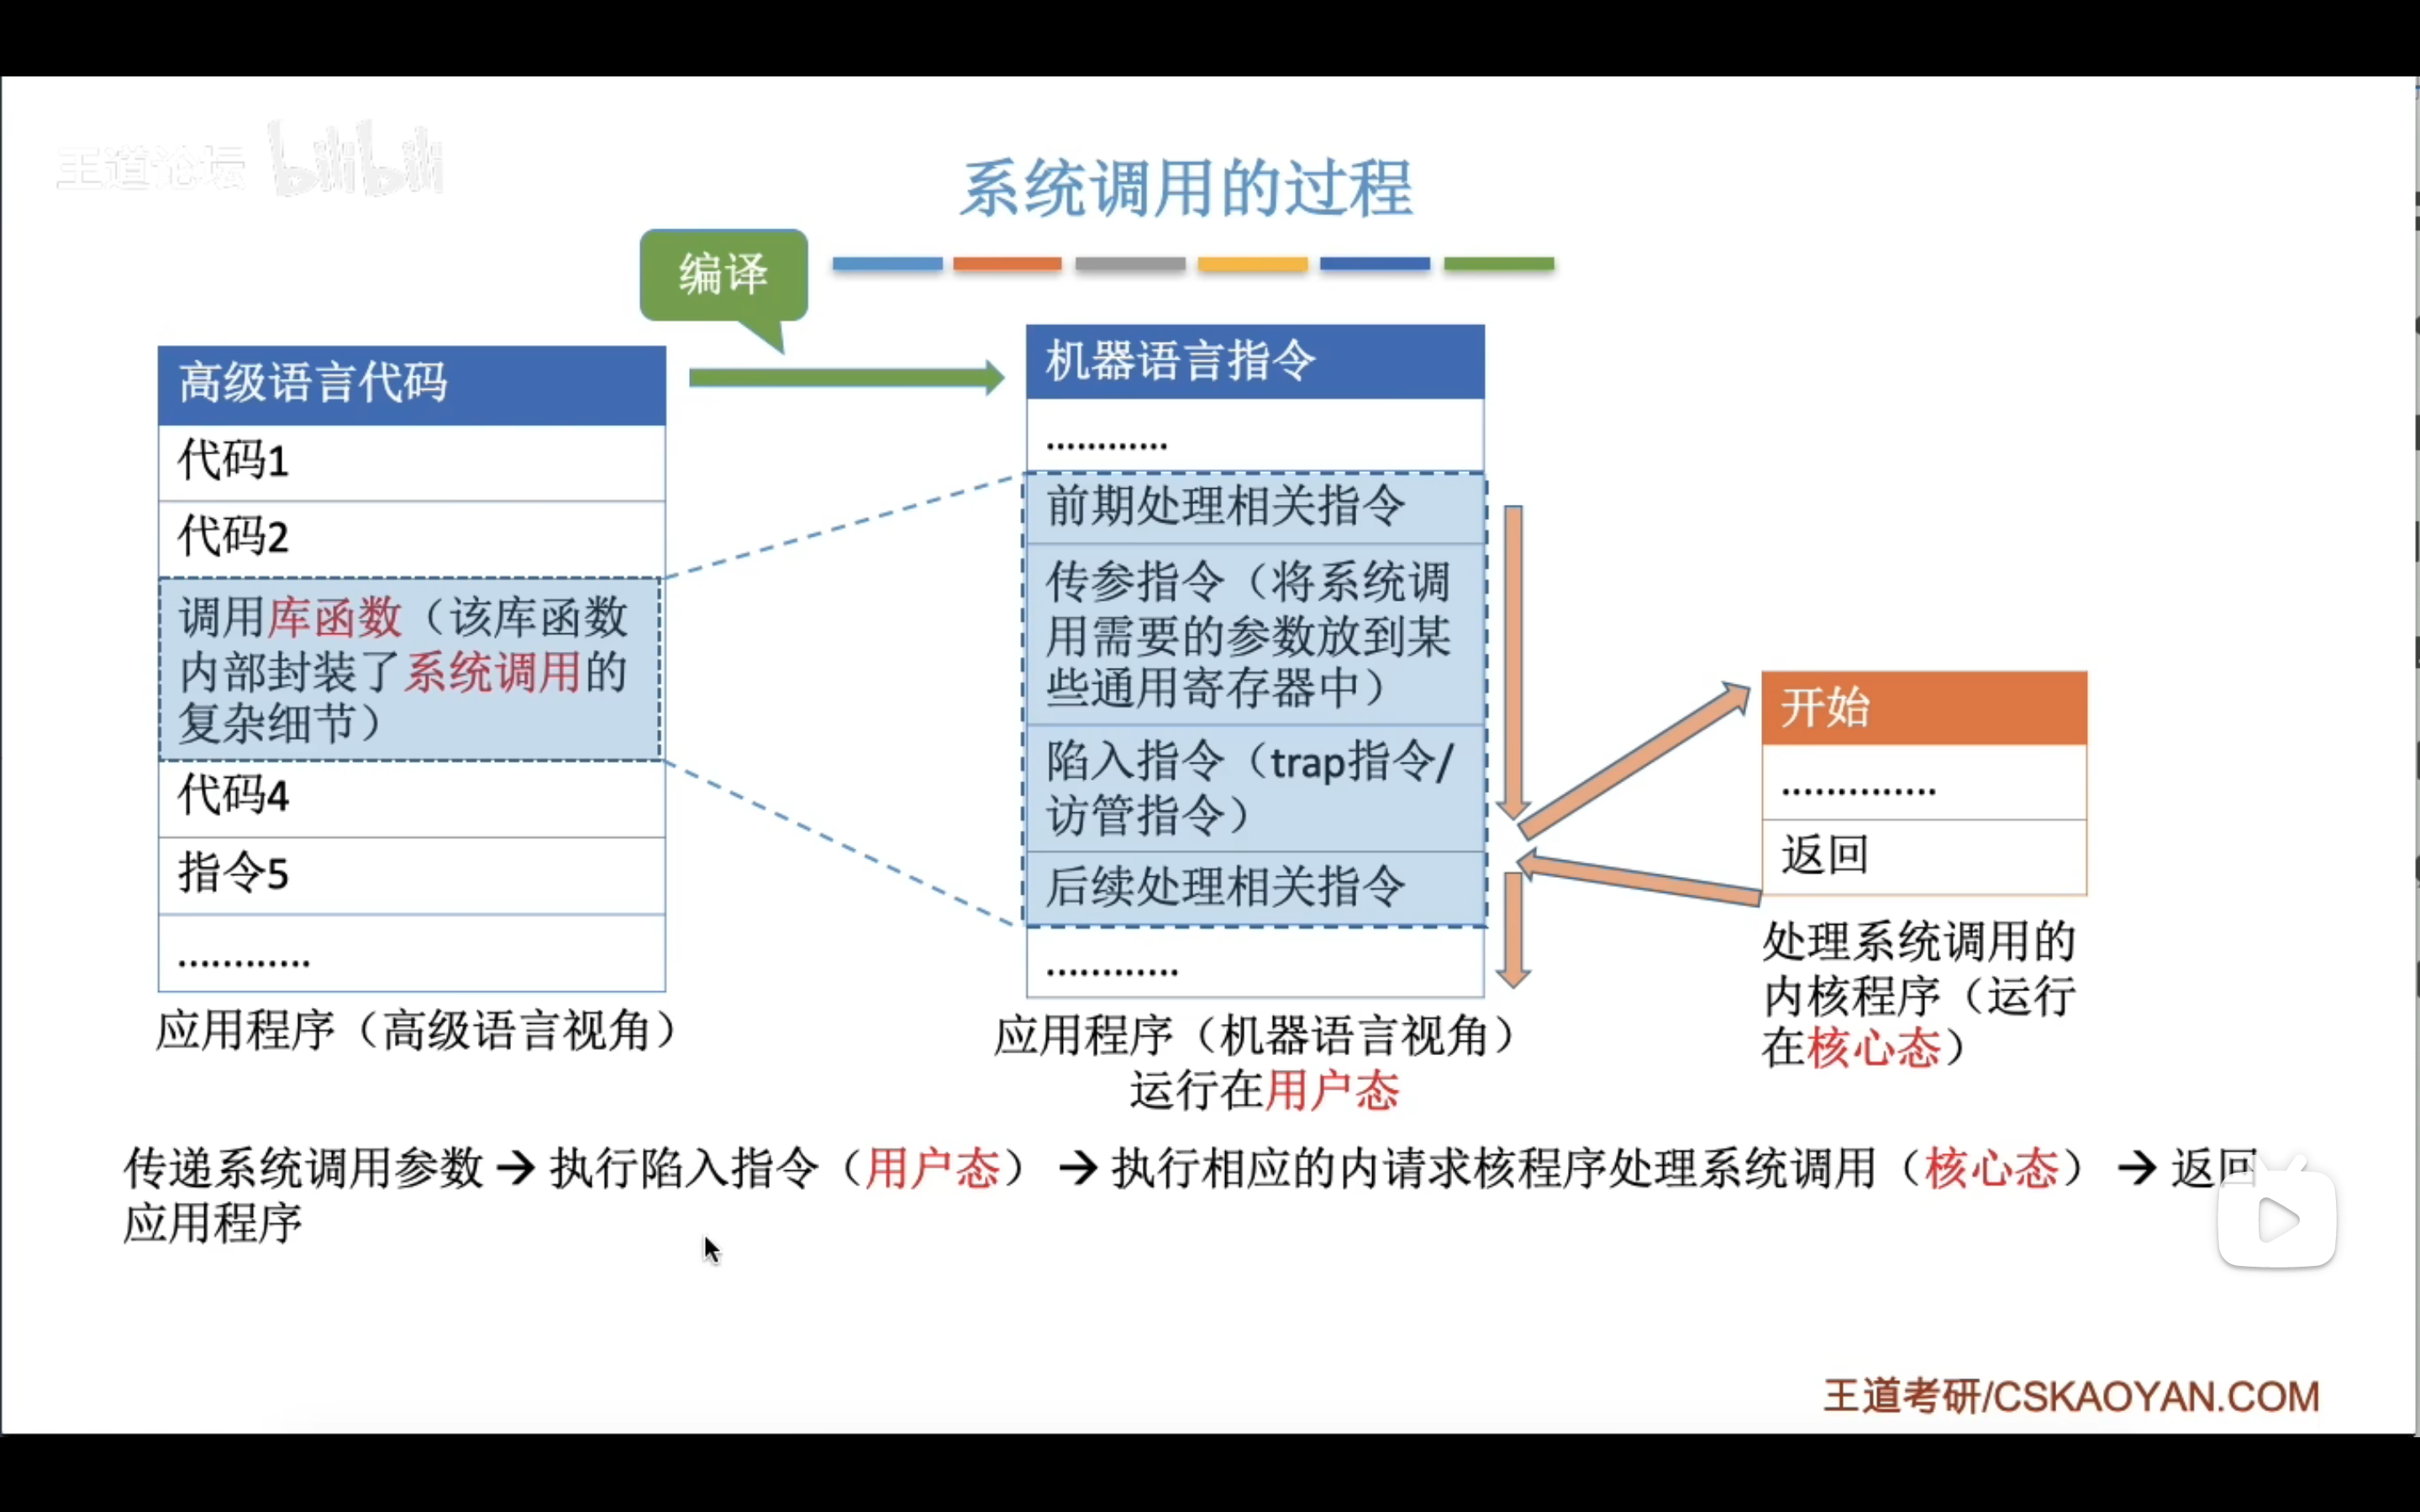 王道论坛 bilibili
系统调用的过程
编译
高级语言代码
代码1
代码2
调用库函数（该库函数
内部封装了系统调用的
复杂细节）
代码4
指令5
............
应用程序（高级语言视角）
机器语言指令
............
前期处理相关指令
传参指令（将系统调
用需要的参数放到某
些通用寄存器中）
陷入指令（trap指令/
访管指令）
后续处理相关指令
............
应用程序（机器语言视角）
运行在用户态
开始
..............
返回
处理系统调用的
内核程序（运行
在核心态）
传递系统调用参数 → 执行陷入指令（用户态） → 执行相应的内请求核程序处理系统调用（核心态） → 返回
应用程序
王道考研/CSKAOYAN.COM